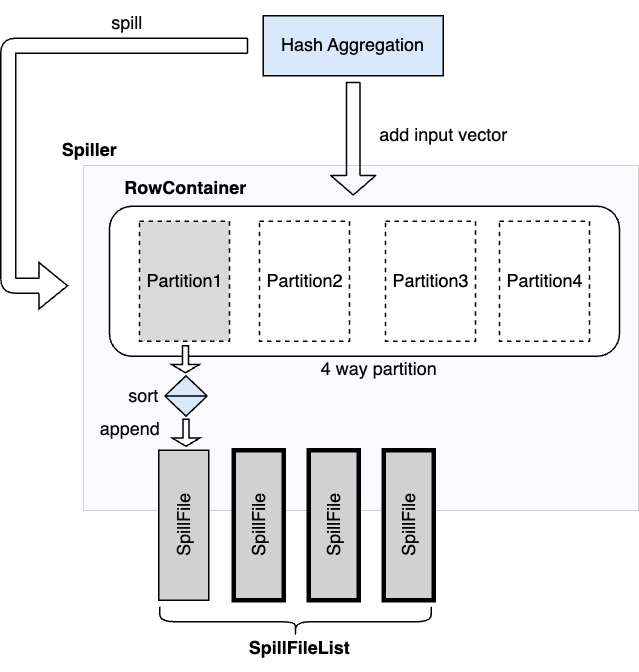 spill
Hash Aggregation
add input vector
Spiller
RowContainer
Partition1
Partition2
Partition3
Partition4
4 way partition
sort
append
SpillFile
SpillFile
SpillFile
SpillFile
SpillFileList